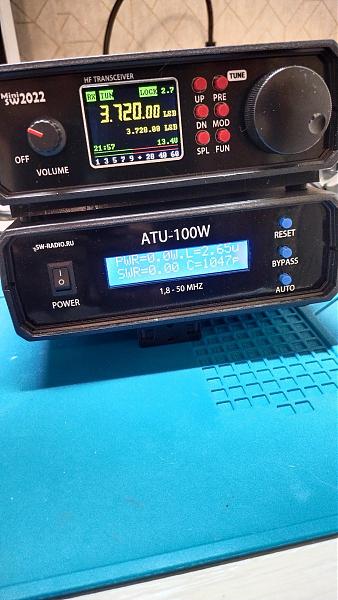 Mini
SW2022
HF TRANSCEIVER
TUN LOCK 2.7
3.720.00 LSB
3.720.00 LSB
21:57 13.4V
1 3 5 7 9 + 20 40 60
OFF
VOLUME
TUNE
UP PRE
DN MOD
SPL FUN
SW-RADIO.RU
ATU-100W
PWR=0.0W.L=2.65u
SWR=0.00 C=1047p
1,8 - 50 MHZ
I
O
POWER
RESET
BYPASS
AUTO